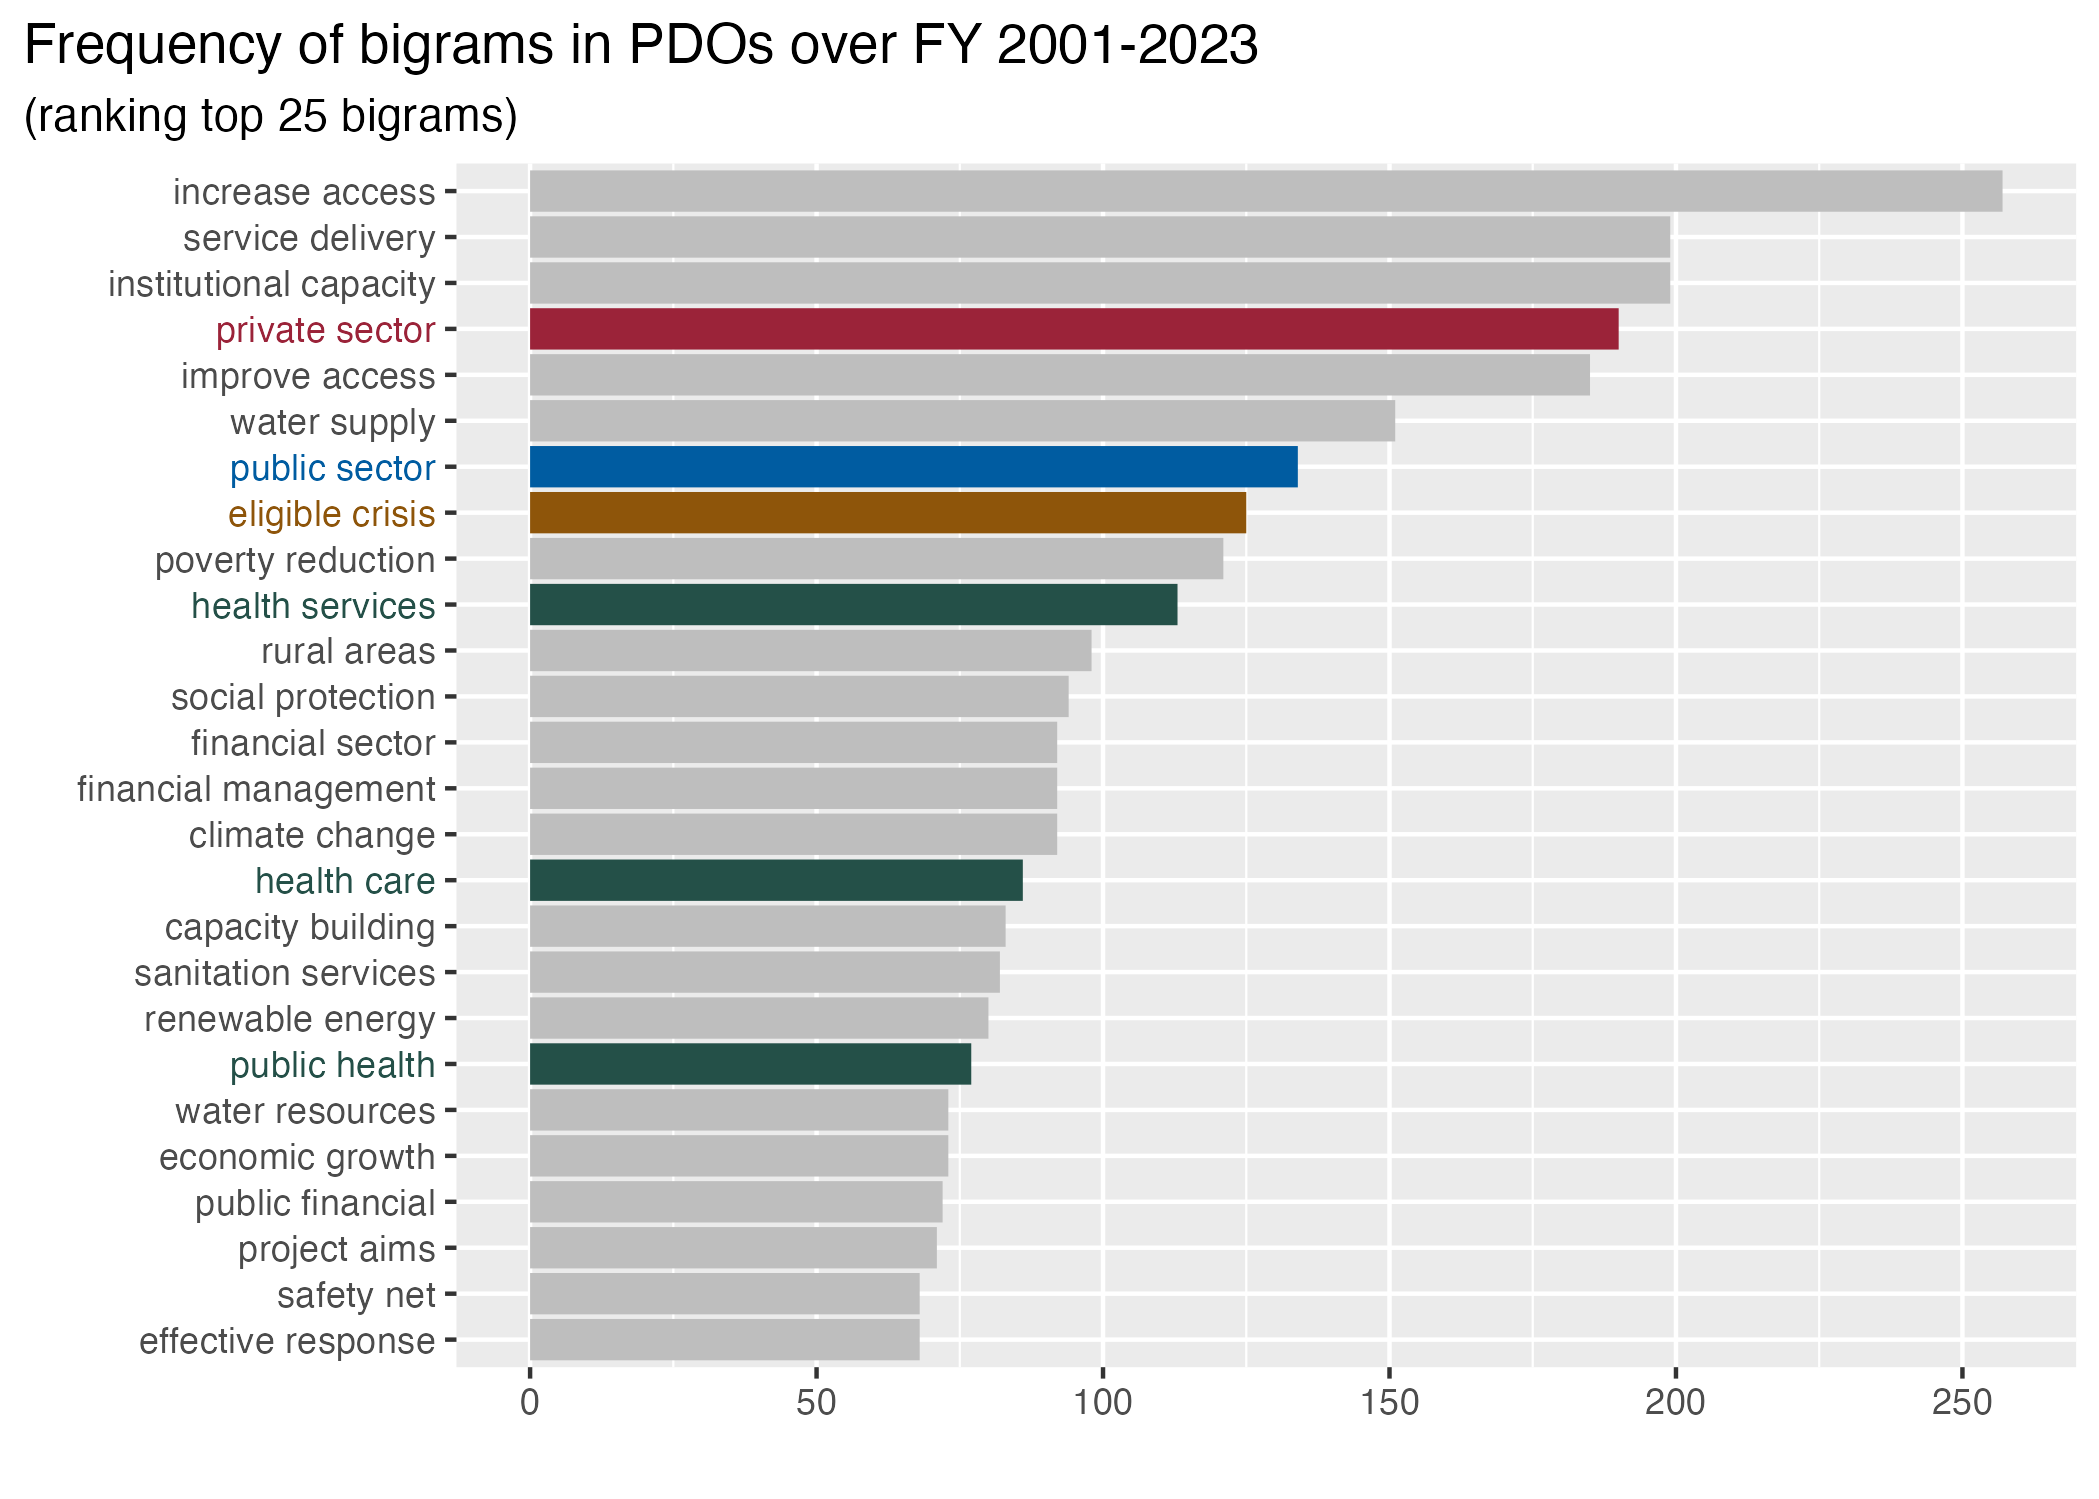 Frequency of bigrams in PDOs over FY 2001-2023
(ranking top 25 bigrams)
increase access
service delivery
institutional capacity
private sector
improve access
water supply
public sector
eligible crisis
poverty reduction
health services
rural areas
social protection
financial sector
financial management
climate change
health care
capacity building
sanitation services
renewable energy
public health
water resources
economic growth
public financial
project aims
safety net
effective response
0 50 100 150 200 250